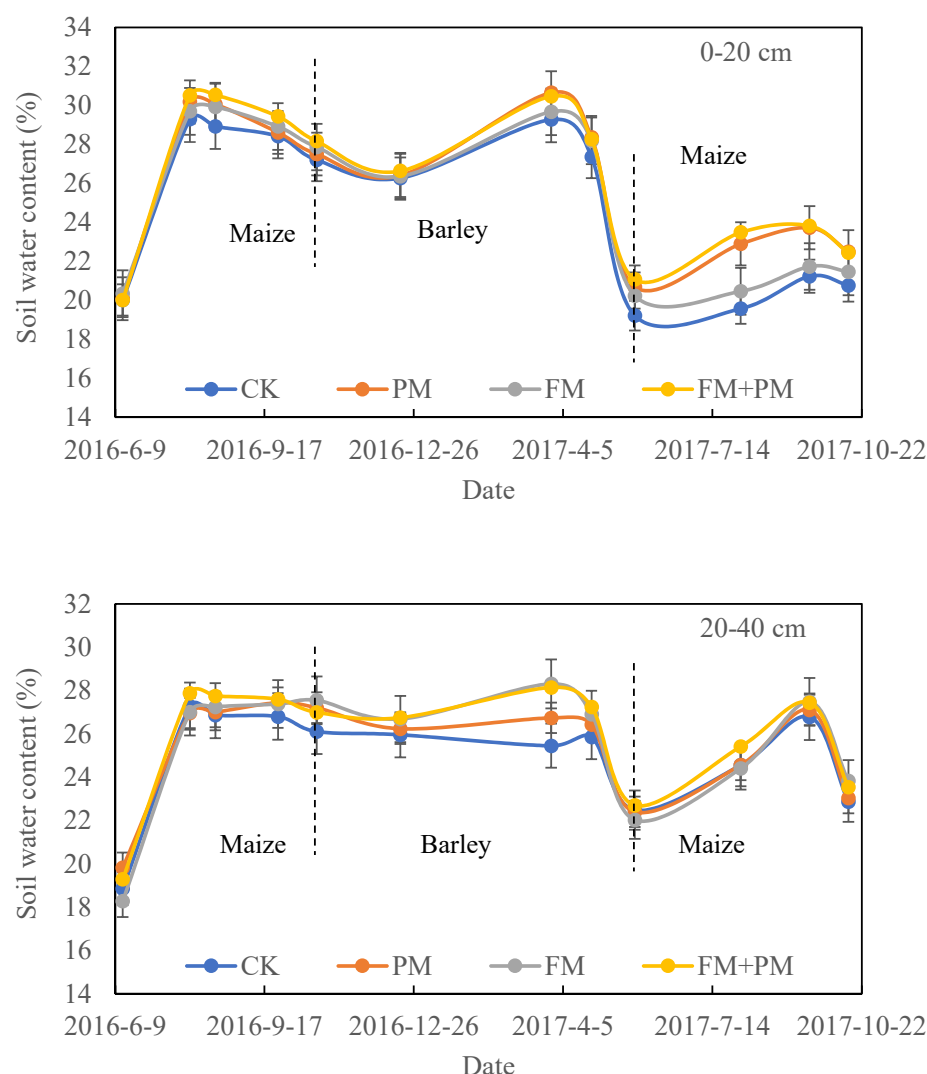 34
0-20 cm
32
30
28
Maize
26
24
Maize
Barley
22
20
18
16
CK PM FM FM+PM
14
2016-6-9 2016-9-17 2016-12-26 2017-4-5 2017-7-14 2017-10-22
Date
Soil water content (%)
32
20-40 cm
30
28
26
24
22
Maize Barley Maize
20
18
16
CK PM FM FM+PM
14
2016-6-9 2016-9-17 2016-12-26 2017-4-5 2017-7-14 2017-10-22
Date
Soil water content (%)